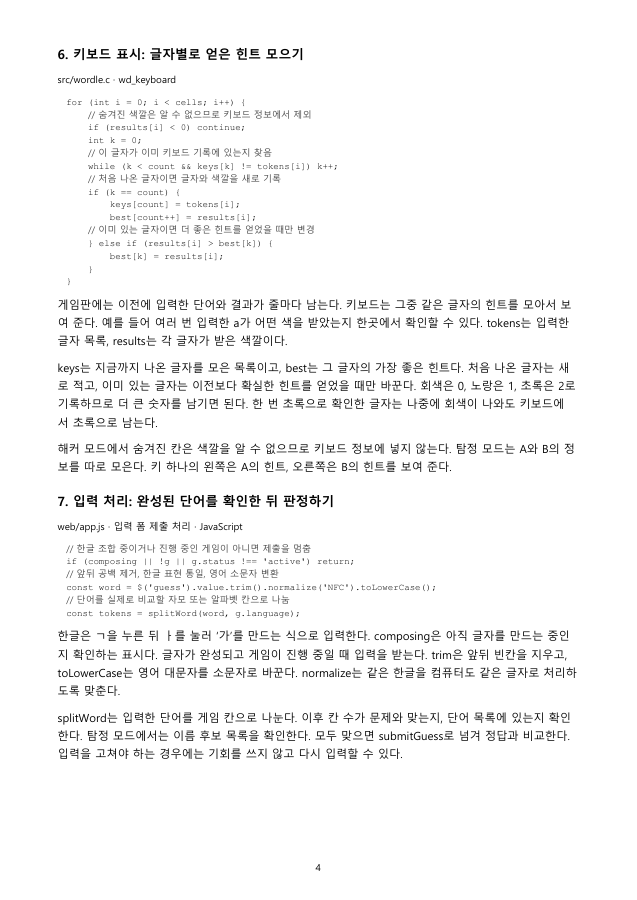 6. 키보드 표시: 글자별로 얻은 힌트 모으기
src/wordle.c · wd_keyboard
for (int i = 0; i < cells; i++) {
// 숨겨진 색깔은 알 수 없으므로 키보드 정보에서 제외
if (results[i] < 0) continue;
int k = 0;
// 이 글자가 이미 키보드 기록에 있는지 찾음
while (k < count && keys[k] != tokens[i]) k++;
// 처음 나온 글자이면 글자와 색깔을 새로 기록
if (k == count) {
keys[count] = tokens[i];
best[count++] = results[i];
// 이미 있는 글자이면 더 좋은 힌트를 얻었을 때만 변경
} else if (results[i] > best[k]) {
best[k] = results[i];
}
}
게임판에는 이전에 입력한 단어와 결과가 줄마다 남는다. 키보드는 그중 같은 글자의 힌트를 모아서 보
여 준다. 예를 들어 여러 번 입력한 a가 어떤 색을 받았는지 한곳에서 확인할 수 있다. tokens는 입력한
글자 목록, results는 각 글자가 받은 색깔이다.
keys는 지금까지 나온 글자를 모은 목록이고, best는 그 글자의 가장 좋은 힌트다. 처음 나온 글자는 새
로 적고, 이미 있는 글자는 이전보다 확실한 힌트를 얻었을 때만 바꾼다. 회색은 0, 노랑은 1, 초록은 2로
기록하므로 더 큰 숫자를 남기면 된다. 한 번 초록으로 확인한 글자는 나중에 회색이 나와도 키보드에
서 초록으로 남는다.
해커 모드에서 숨겨진 칸은 색깔을 알 수 없으므로 키보드 정보에 넣지 않는다. 탐정 모드는 A와 B의 정
보를 따로 모은다. 키 하나의 왼쪽은 A의 힌트, 오른쪽은 B의 힌트를 보여 준다.
7. 입력 처리: 완성된 단어를 확인한 뒤 판정하기
web/app.js · 입력 폼 제출 처리 · JavaScript
// 한글 조합 중이거나 진행 중인 게임이 아니면 제출을 멈춤
if (composing || !g || g.status !== 'active') return;
// 앞뒤 공백 제거, 한글 표현 통일, 영어 소문자 변환
const word = $('guess').value.trim().normalize('NFC').toLowerCase();
// 단어를 실제로 비교할 자모 또는 알파벳 칸으로 나눔
const tokens = splitWord(word, g.language);
한글은 ㄱ을 누른 뒤 ㅏ를 눌러 '가'를 만드는 식으로 입력한다. composing은 아직 글자를 만드는 중인
지 확인하는 표시다. 글자가 완성되고 게임이 진행 중일 때 입력을 받는다. trim은 앞뒤 빈칸을 지우고,
toLowerCase는 영어 대문자를 소문자로 바꾼다. normalize는 같은 한글을 컴퓨터도 같은 글자로 처리하
도록 맞춘다.
splitWord는 입력한 단어를 게임 칸으로 나눈다. 이후 칸 수가 문제와 맞는지, 단어 목록에 있는지 확인
한다. 탐정 모드에서는 이름 후보 목록을 확인한다. 모두 맞으면 submitGuess로 넘겨 정답과 비교한다.
입력을 고쳐야 하는 경우에는 기회를 쓰지 않고 다시 입력할 수 있다.
4